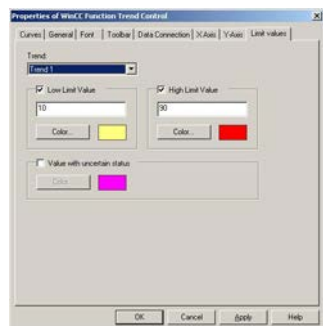 Properties of WinCC Function Trend Control
Curves General Font Toolbar Data Connection X Axis Y-Axis Limit values
Trend:
Trend 1
Low Limit Value
High Limit Value
10
90
Color...
Color...
Value with uncertain status
Color...
OK Cancel Apply Help